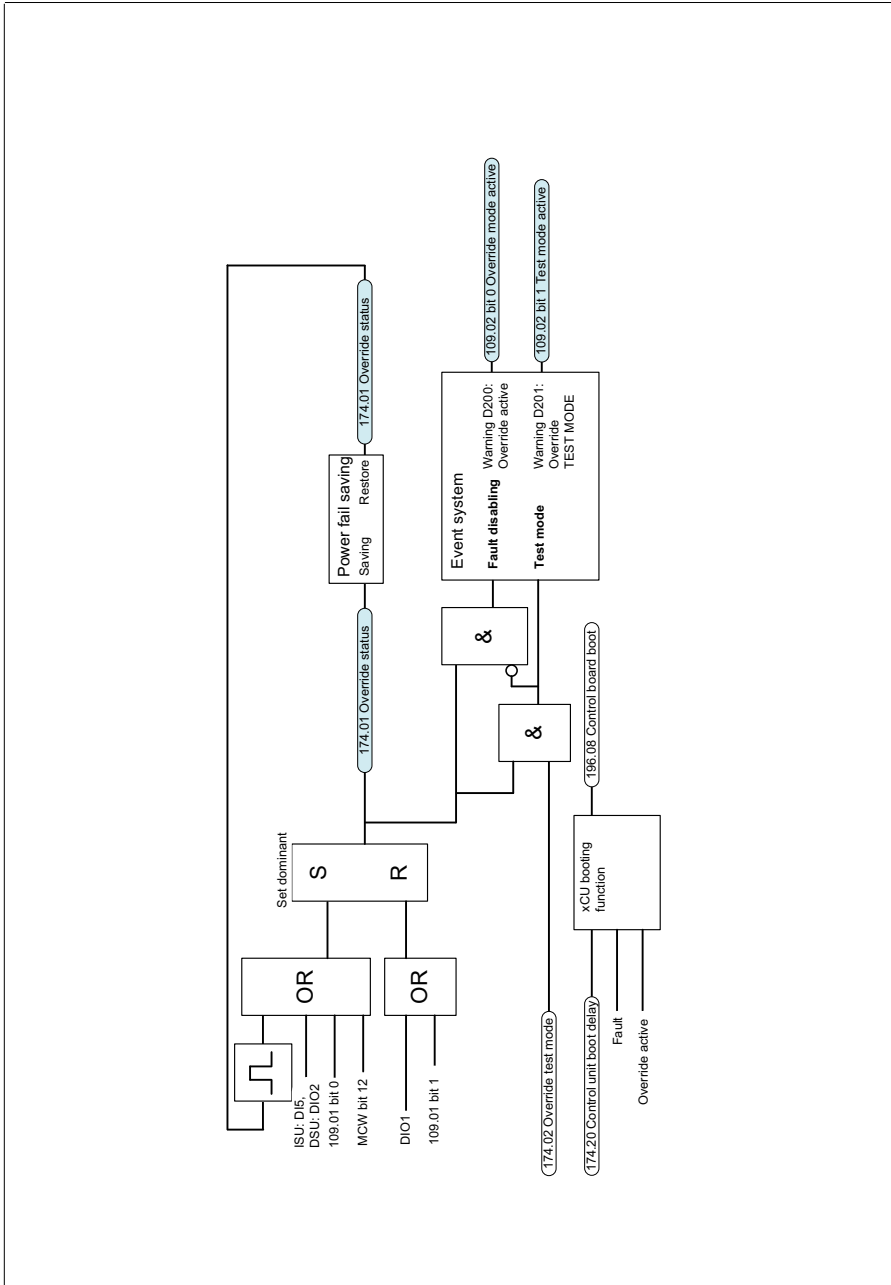 174.01 Override status
Power fail saving
Saving Restore
174.01 Override status
Set dominant
S
R
OR
ISU: DI5,
DSU: DIO2
109.01 bit 0
MCW bit 12
OR
DIO1
109.01 bit 1
Event system
Fault disabling
Warning D200:
Override active
Test mode
Warning D201:
Override
TEST MODE
109.02 bit 0 Override mode active
109.02 bit 1 Test mode active
&
&
174.02 Override test mode
174.20 Control unit boot delay
Fault
Override active
xCU booting
function
196.08 Control board boot